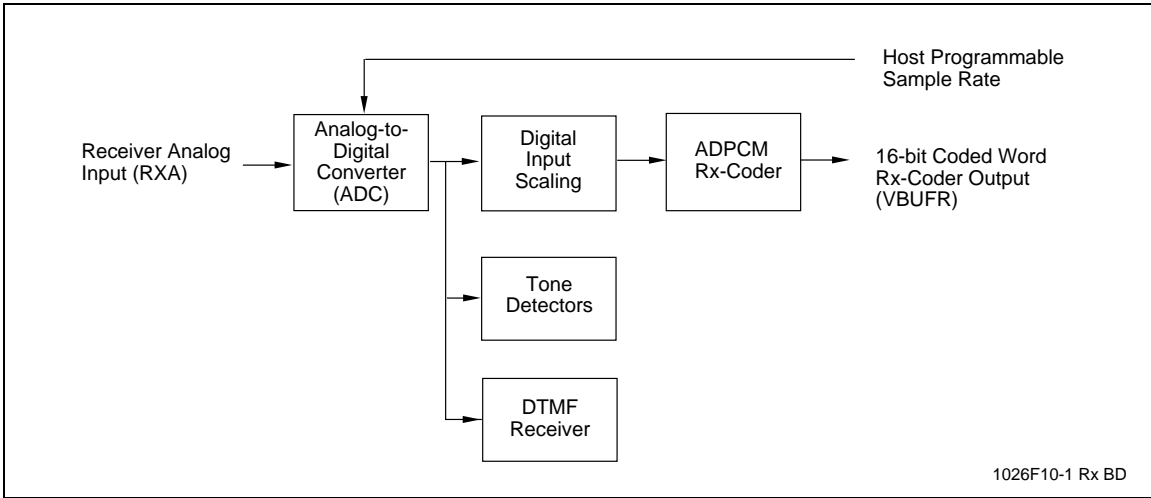 Host Programmable
Sample Rate
Receiver Analog
Input (RXA)
Analog-to-
Digital
Converter
(ADC)
Digital
Input
Scaling
ADPCM
Rx-Coder
16-bit Coded Word
Rx-Coder Output
(VBUFR)
Tone
Detectors
DTMF
Receiver
1026F10-1 Rx BD